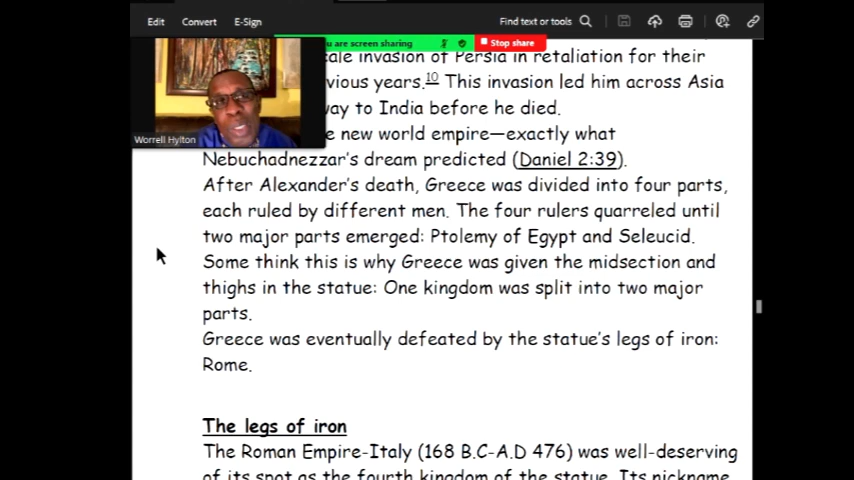 Edit Convert E-Sign Find text or tools
u are screen sharing Stop share
cale invasion of Persia in retaliation for their
vious years.10 This invasion led him across Asia
way to India before he died.
e new world empire—exactly what
Worrell Hylton
Nebuchadnezzar's dream predicted (Daniel 2:39).
After Alexander's death, Greece was divided into four parts,
each ruled by different men. The four rulers quarreled until
two major parts emerged: Ptolemy of Egypt and Seleucid.
Some think this is why Greece was given the midsection and
thighs in the statue: One kingdom was split into two major
parts.
Greece was eventually defeated by the statue's legs of iron:
Rome.
The legs of iron
The Roman Empire-Italy (168 B.C-A.D 476) was well-deserving
of its spot as the fourth kingdom of the statue. Its nickname